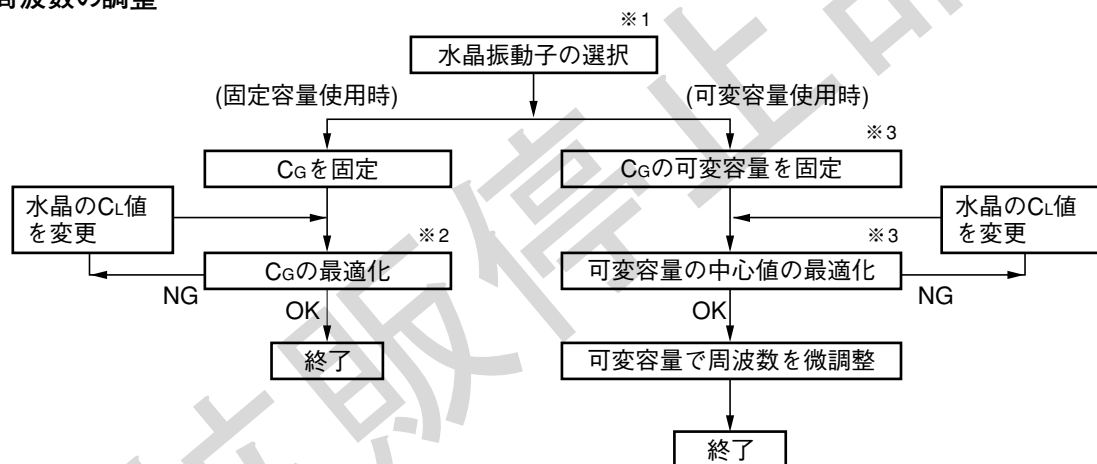 周波数の調整
※1
水晶振動子の選択
(固定容量使用時)
(可変容量使用時)
※3
CGを固定
CGの可変容量を固定
水晶のCL値
を変更
水晶のCL値
を変更
※2
※3
CGの最適化
可変容量の中心値の最適化
NG
NG
OK
OK
終了
可変容量で周波数を微調整
終了